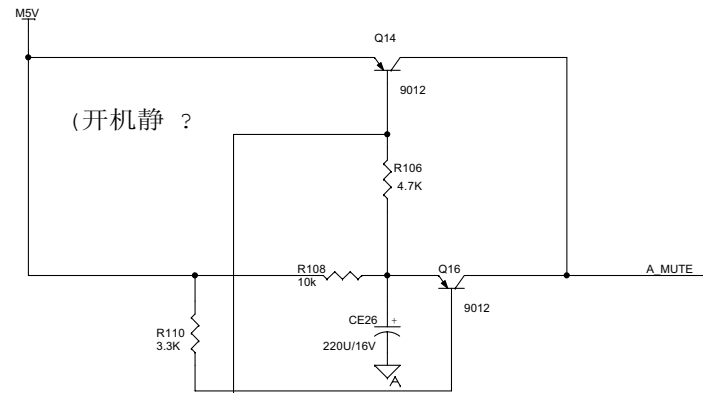 M5V
Q14
9012
(开机静 ?
R106
4.7K
R108
10k
Q16
A_MUTE
9012
CE26 +
220U/16V
R110
3.3K
A